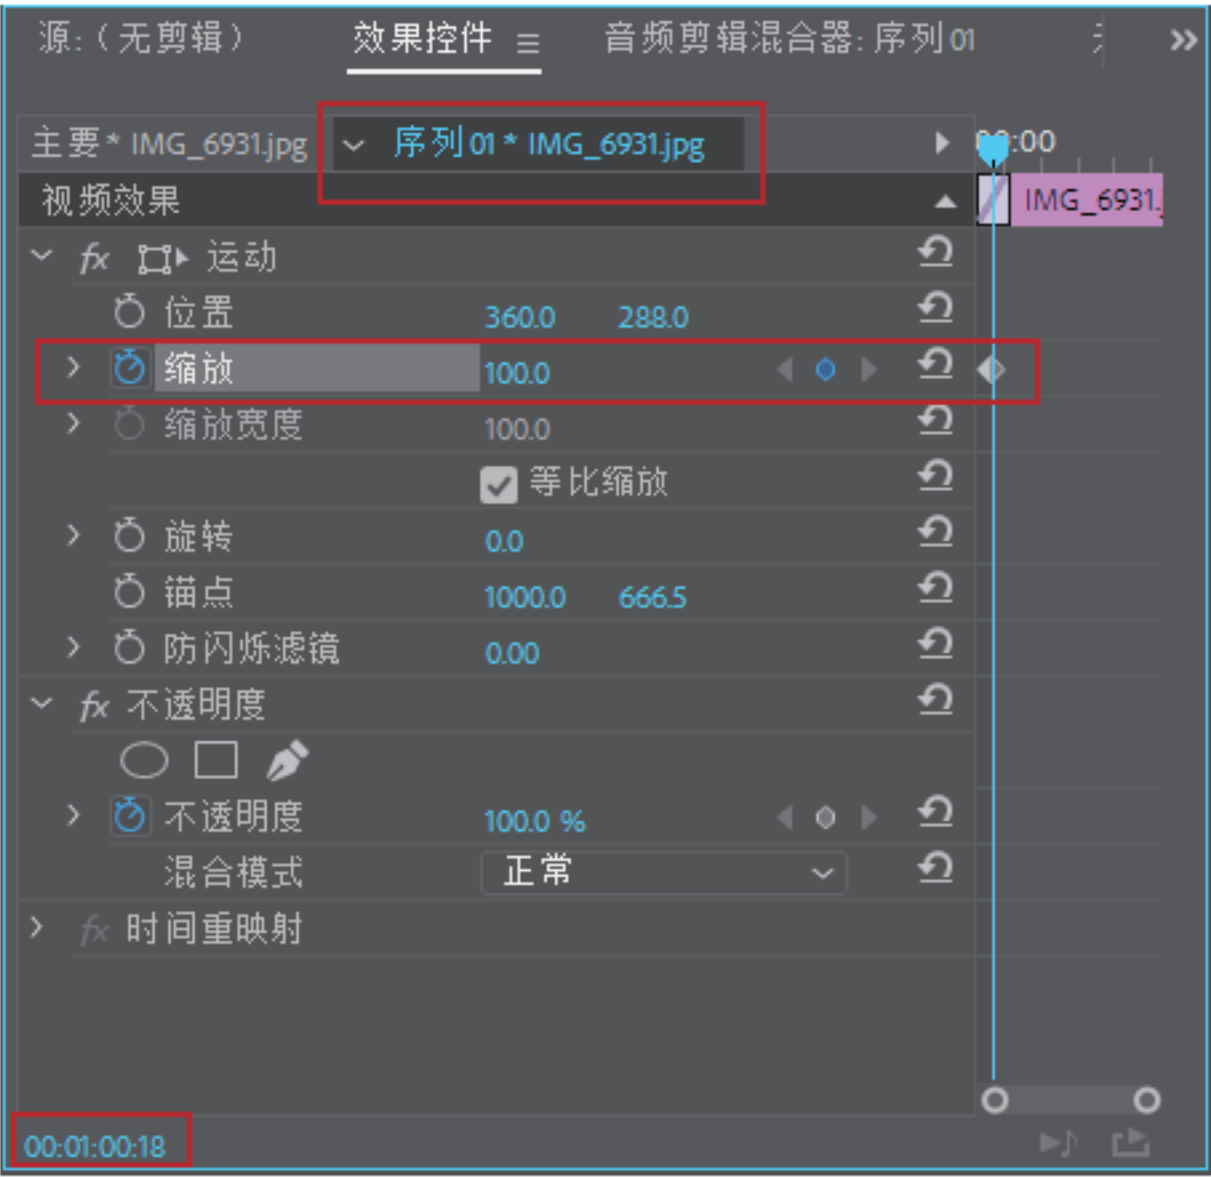 源:（无剪辑）
效果控件
音频剪辑混合器: 序列 01
主要* IMG_6931.jpg
序列 01 * IMG_6931.jpg
:00
视频效果
IMG_6931.
fx 运动
位置 360.0 288.0
缩放 100.0
缩放宽度 100.0
等比缩放
旋转 0.0
锚点 1000.0 666.5
防闪烁滤镜 0.00
fx 不透明度
不透明度 100.0 %
混合模式 正常
fx 时间重映射
00:01:00:18